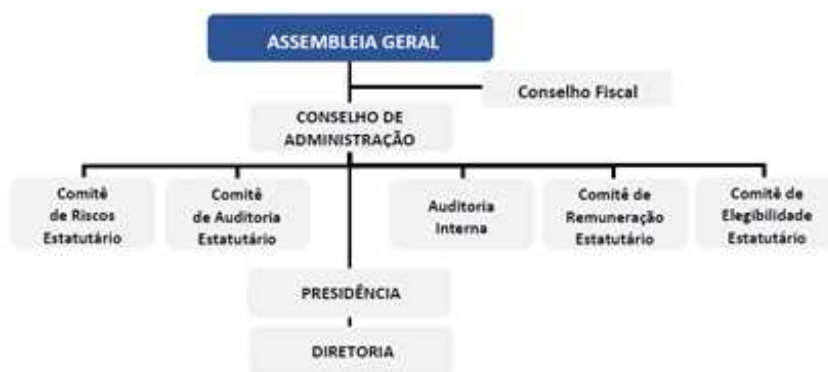 ASSEMBLEIA GERAL
Conselho Fiscal
CONSELHO DE
ADMINISTRAÇÃO
Comitê
de Riscos
Estatutário
Comitê
de Auditoria
Estatutário
Auditoria
Interna
Comitê de
Remuneração
Estatutário
Comitê de
Elegibilidade
Estatutário
PRESIDÊNCIA
DIRETORIA